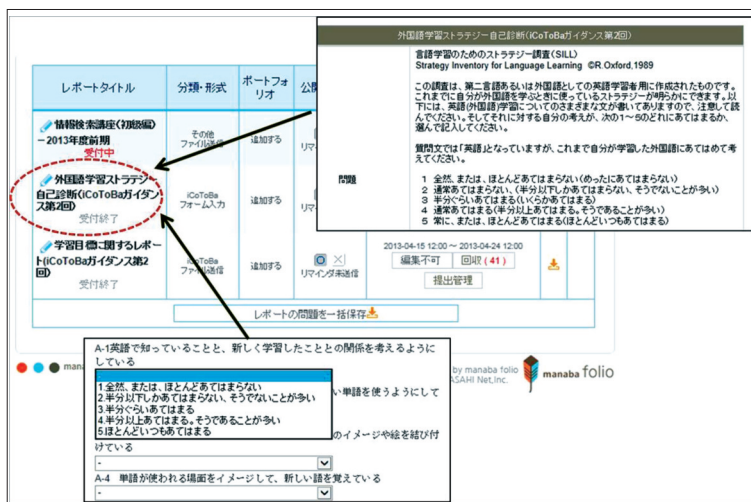 外国語学習ストラテジー自己診断(iCoToBaガイダンス第2回)
言語学習のためのストラテジー調査(SILL)
Strategy Inventory for Language Learning ©R.Oxford,1989
この調査は、第二言語あるいは外国語としての英語学習者用に作成されたものです。
これまでに自分が外国語を学ぶときに使っているストラテジーが明らかにできます。以
下には、英語(外国語)学習についてのさまざまな文が書いてありますので、注意して読
んでください。そしてそれに対する自分の考えが、次の1～5のどれにあてはまるか、
選んで記入してください。
問題
質問文では「英語」となっていますが、これまで自分が学習した外国語にあてはめて考
えてください。
1 全然、または、ほとんどあてはまらない(めったにあてはまらない)
2 通常あてはまらない、(半分以下しかあてはまらない、そうでないことが多い)
3 半分ぐらいあてはまる(いくらかあてはまる)
4 通常あてはまる(半分以上あてはまる。そうであることが多い)
5 常に、または、ほとんどあてはまる(ほとんどいつもあてはまる)
レポートタイトル 分類・形式 ポートフォ
リオ 公開
情報検索講座(初級編)
－2013年度前期
受付中
その他
ファイル送信
追加する
リマイ
外国語学習ストラテジー
自己診断(iCoToBaガイダン
ス第2回)
受付終了
iCoToBa
フォーム入力
追加する
リマ
学習目標に関するレポー
ト(iCoToBaガイダンス第2
回)
受付終了
iCoToBa
ファイル送信
追加する
リマインダ未送信
2013-04-15 12:00 ～ 2013-04-24 12:00
編集不可 回収(41)
提出管理
レポートの問題を一括保存
A-1英語で知っていることと、新しく学習したこととの関係を考えるように
している
-
1.全然、または、ほとんどあてはまらない
2.半分以下しかあてはまらない、そうでないことが多い
3.半分ぐらいあてはまる
4.半分以上あてはまる。そうであることが多い
5.ほとんどいつもあてはまる
い単語を使うようにして
のイメージや絵を結び付
けている
-
A-4 単語が使われる場面をイメージして、新しい語を覚えている
-
mana
by manaba folio
ASAHI Net,Inc.
manaba folio